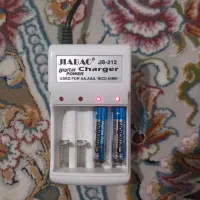 JIABAO® JB-212
Digital Charger
POWER
USED FOR AA.AAA. NICD.NIMH